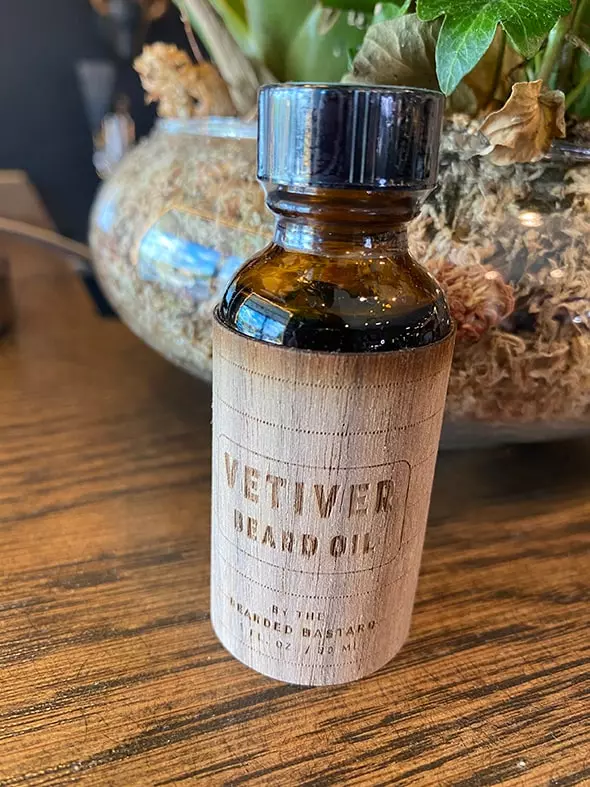 VETIVER
BEARD OIL
BY THE
BEARDED BASTARD
1 FL OZ / 30 ML